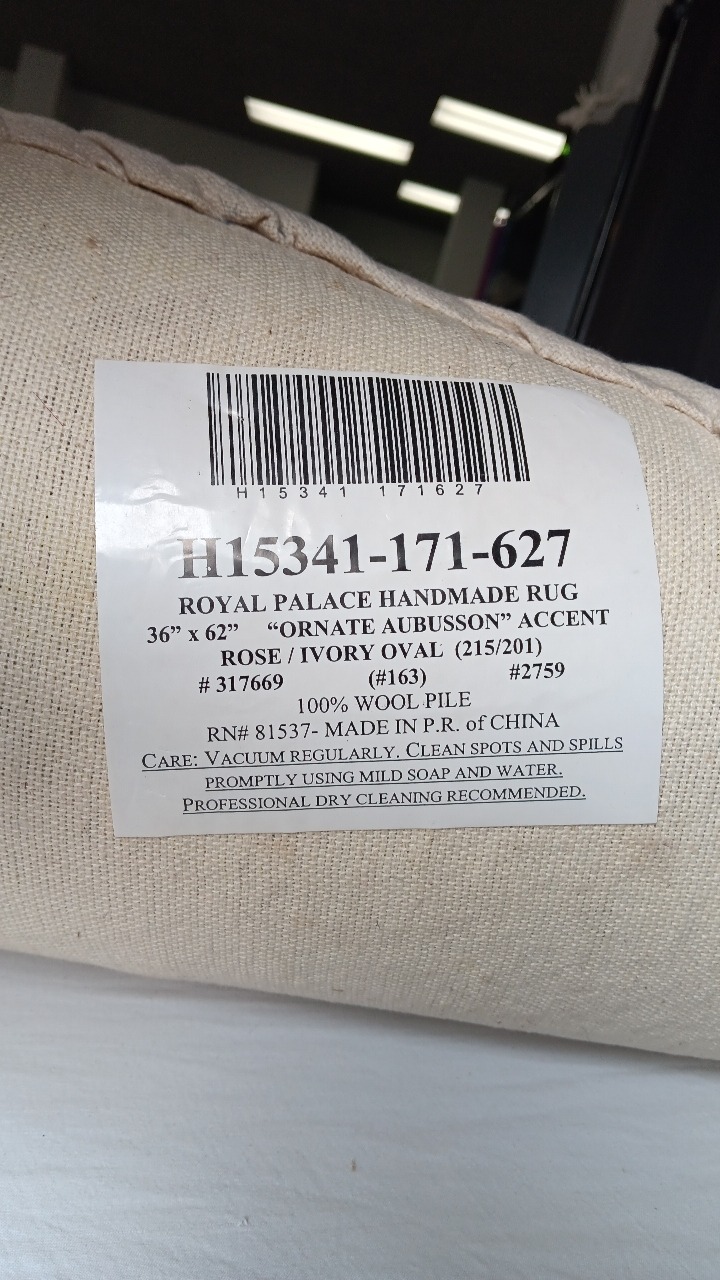 H15341 171627
H15341-171-627
ROYAL PALACE HANDMADE RUG
36” x 62” “ORNATE AUBUSSON” ACCENT
ROSE / IVORY OVAL (215/201)
# 317669 (#163) #2759
100% WOOL PILE
RN# 81537- MADE IN P.R. of CHINA
CARE: VACUUM REGULARLY. CLEAN SPOTS AND SPILLS
PROMPTLY USING MILD SOAP AND WATER.
PROFESSIONAL DRY CLEANING RECOMMENDED.